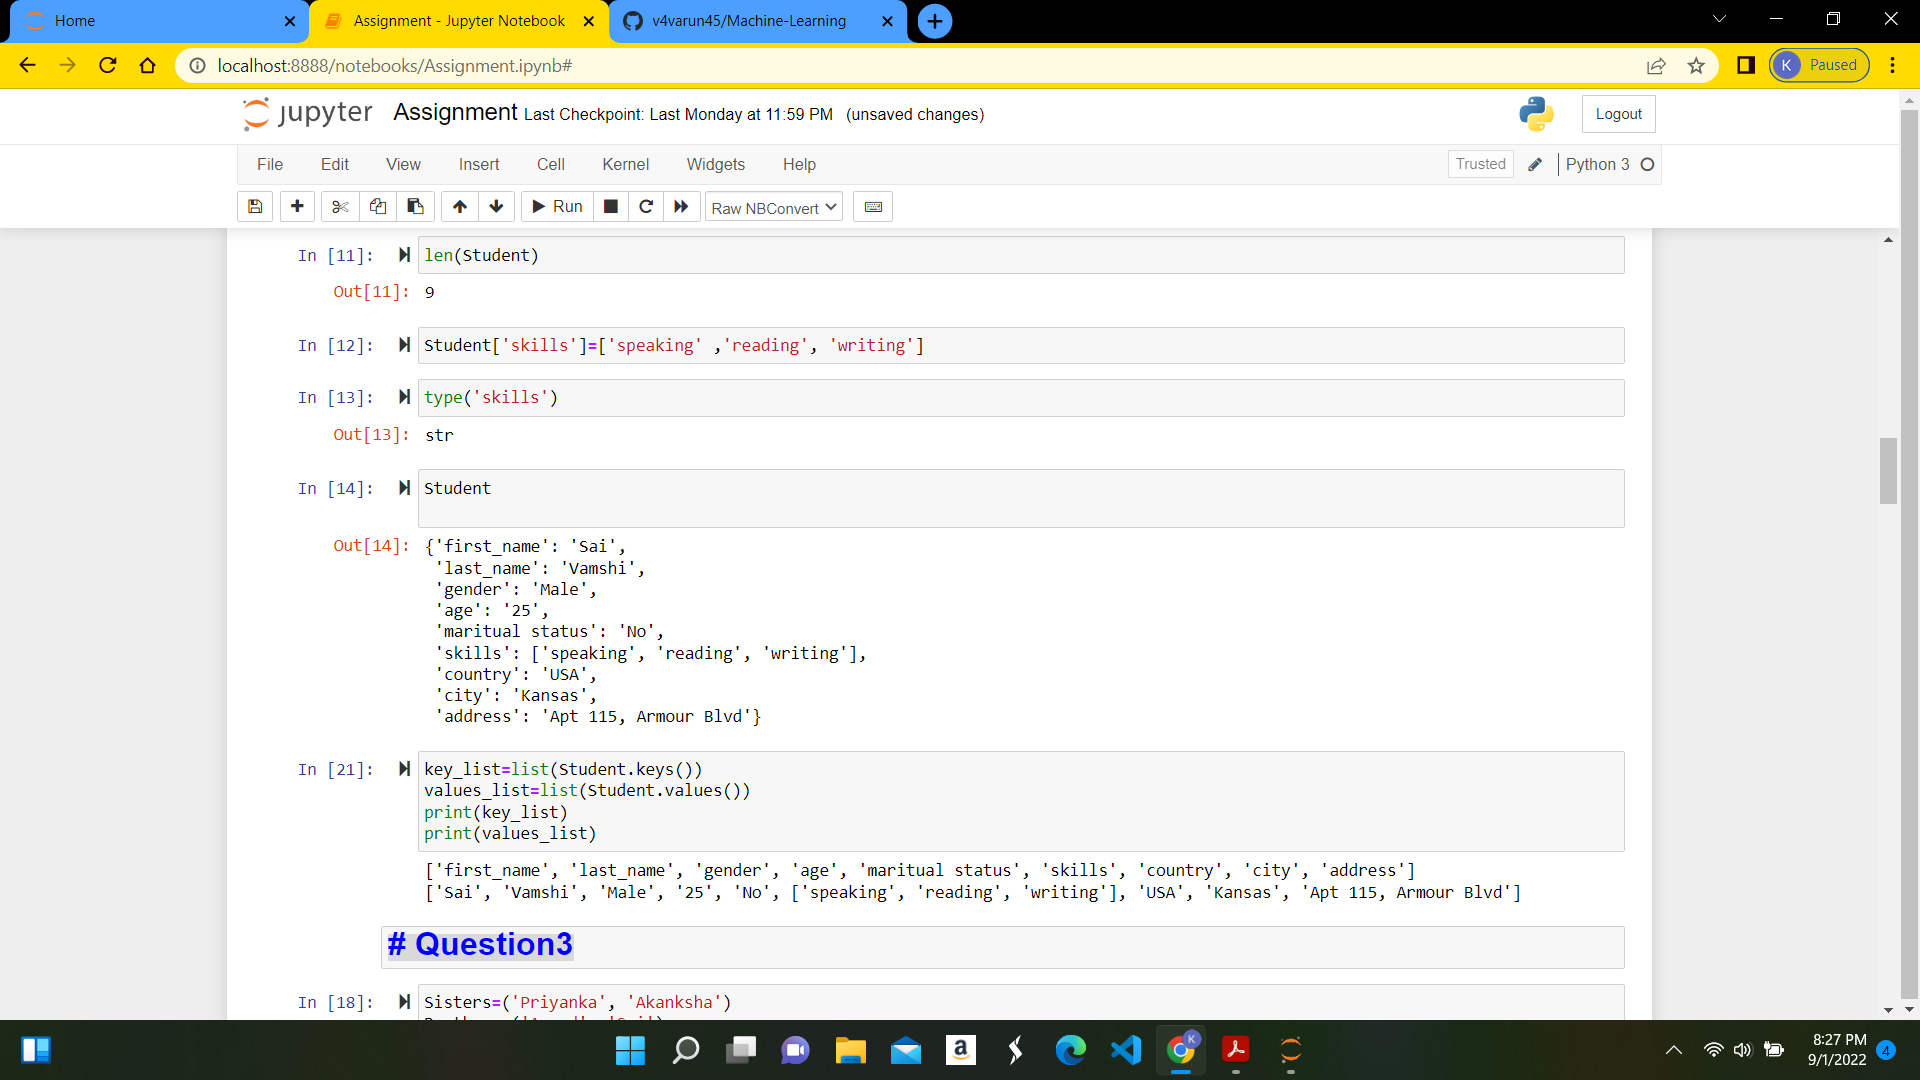 Home
Assignment - Jupyter Notebook
v4varun45/Machine-Learning
localhost:8888/notebooks/Assignment.ipynb#
K Paused
jupyter Assignment Last Checkpoint: Last Monday at 11:59 PM (unsaved changes)
Logout
File Edit View Insert Cell Kernel Widgets Help
Trusted Python 3
Run Raw NBConvert
In [11]: len(Student)
Out[11]: 9
In [12]: Student['skills']=['speaking' ,'reading', 'writing']
In [13]: type('skills')
Out[13]: str
In [14]: Student
Out[14]: {'first_name': 'Sai',
'last_name': 'Vamshi',
'gender': 'Male',
'age': '25',
'maritual status': 'No',
'skills': ['speaking', 'reading', 'writing'],
'country': 'USA',
'city': 'Kansas',
'address': 'Apt 115, Armour Blvd'}
In [21]: key_list=list(Student.keys())
values_list=list(Student.values())
print(key_list)
print(values_list)
['first_name', 'last_name', 'gender', 'age', 'maritual status', 'skills', 'country', 'city', 'address']
['Sai', 'Vamshi', 'Male', '25', 'No', ['speaking', 'reading', 'writing'], 'USA', 'Kansas', 'Apt 115, Armour Blvd']
# Question3
In [18]: Sisters=('Priyanka', 'Akanksha')
8:27 PM
9/1/2022
4